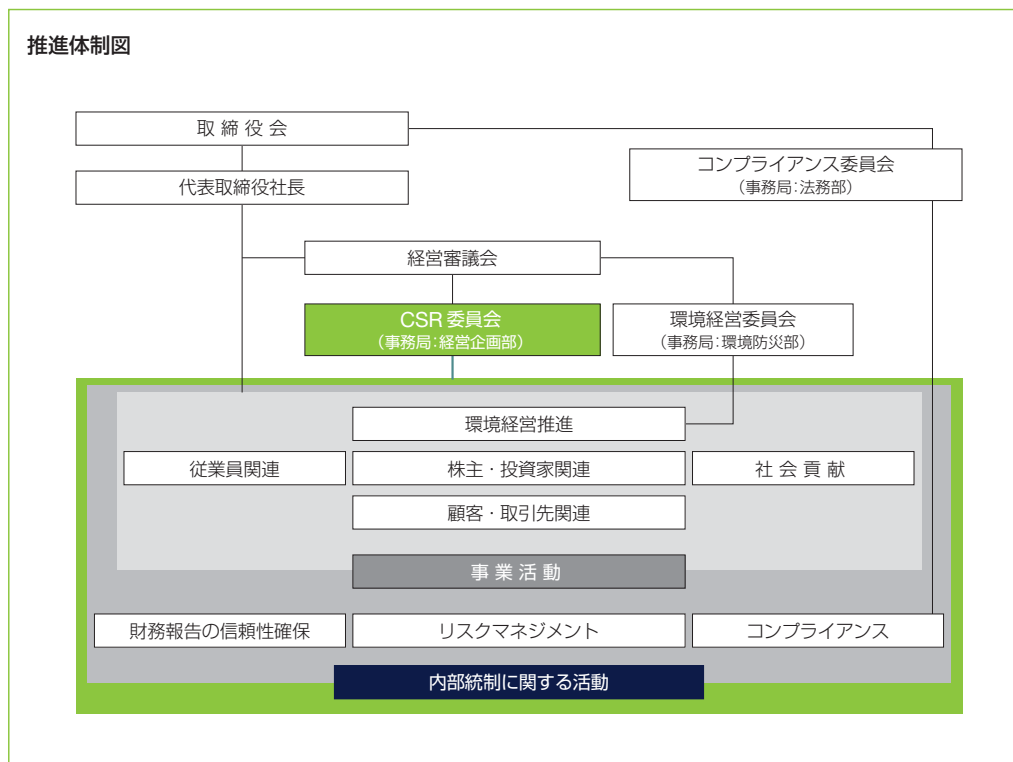 推進体制図
取 締 役 会
コンプライアンス委員会
（事務局：法務部）
代表取締役社長
経営審議会
CSR 委員会
（事務局：経営企画部）
環境経営委員会
（事務局：環境防災部）
環境経営推進
従業員関連
株主・投資家関連
社 会 貢 献
顧客・取引先関連
事 業 活 動
財務報告の信頼性確保
リスクマネジメント
コンプライアンス
内部統制に関する活動